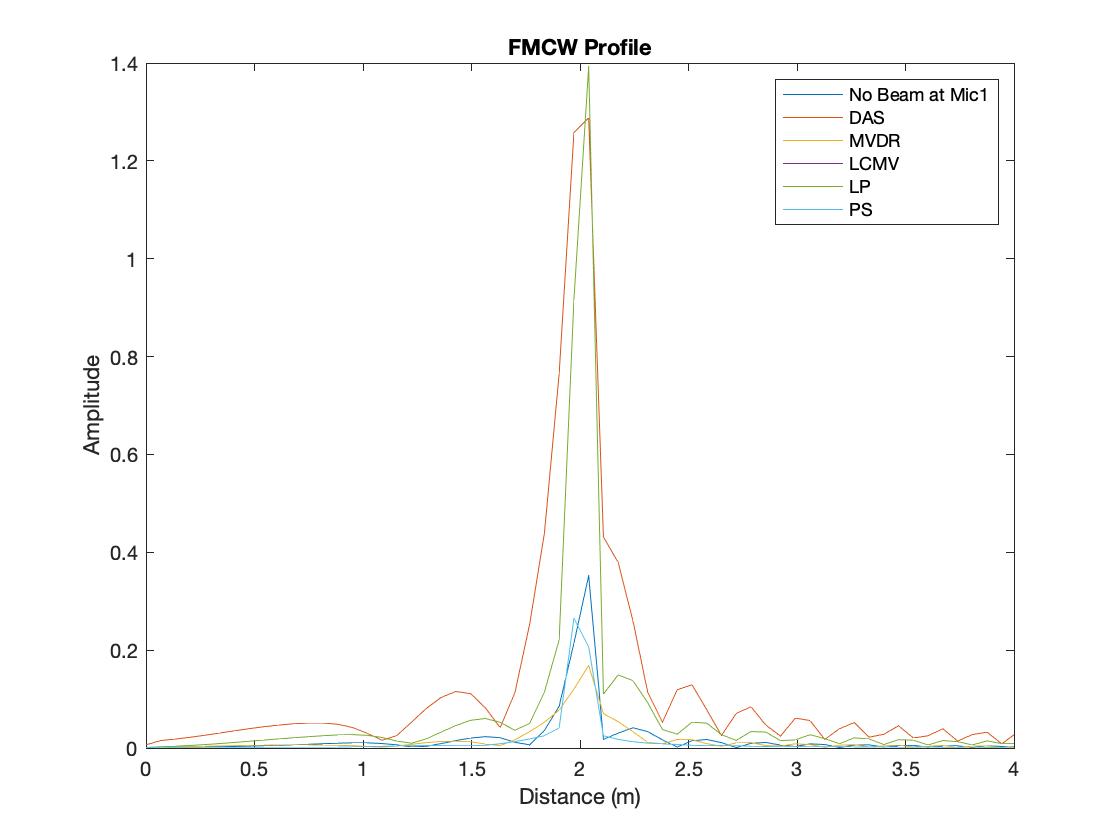 FMCW Profile
1.4
1.2
1
0.8
0.6
0.4
0.2
0
Amplitude
No Beam at Mic1
DAS
MVDR
LCMV
LP
PS
0 0.5 1 1.5 2 2.5 3 3.5 4
Distance (m)